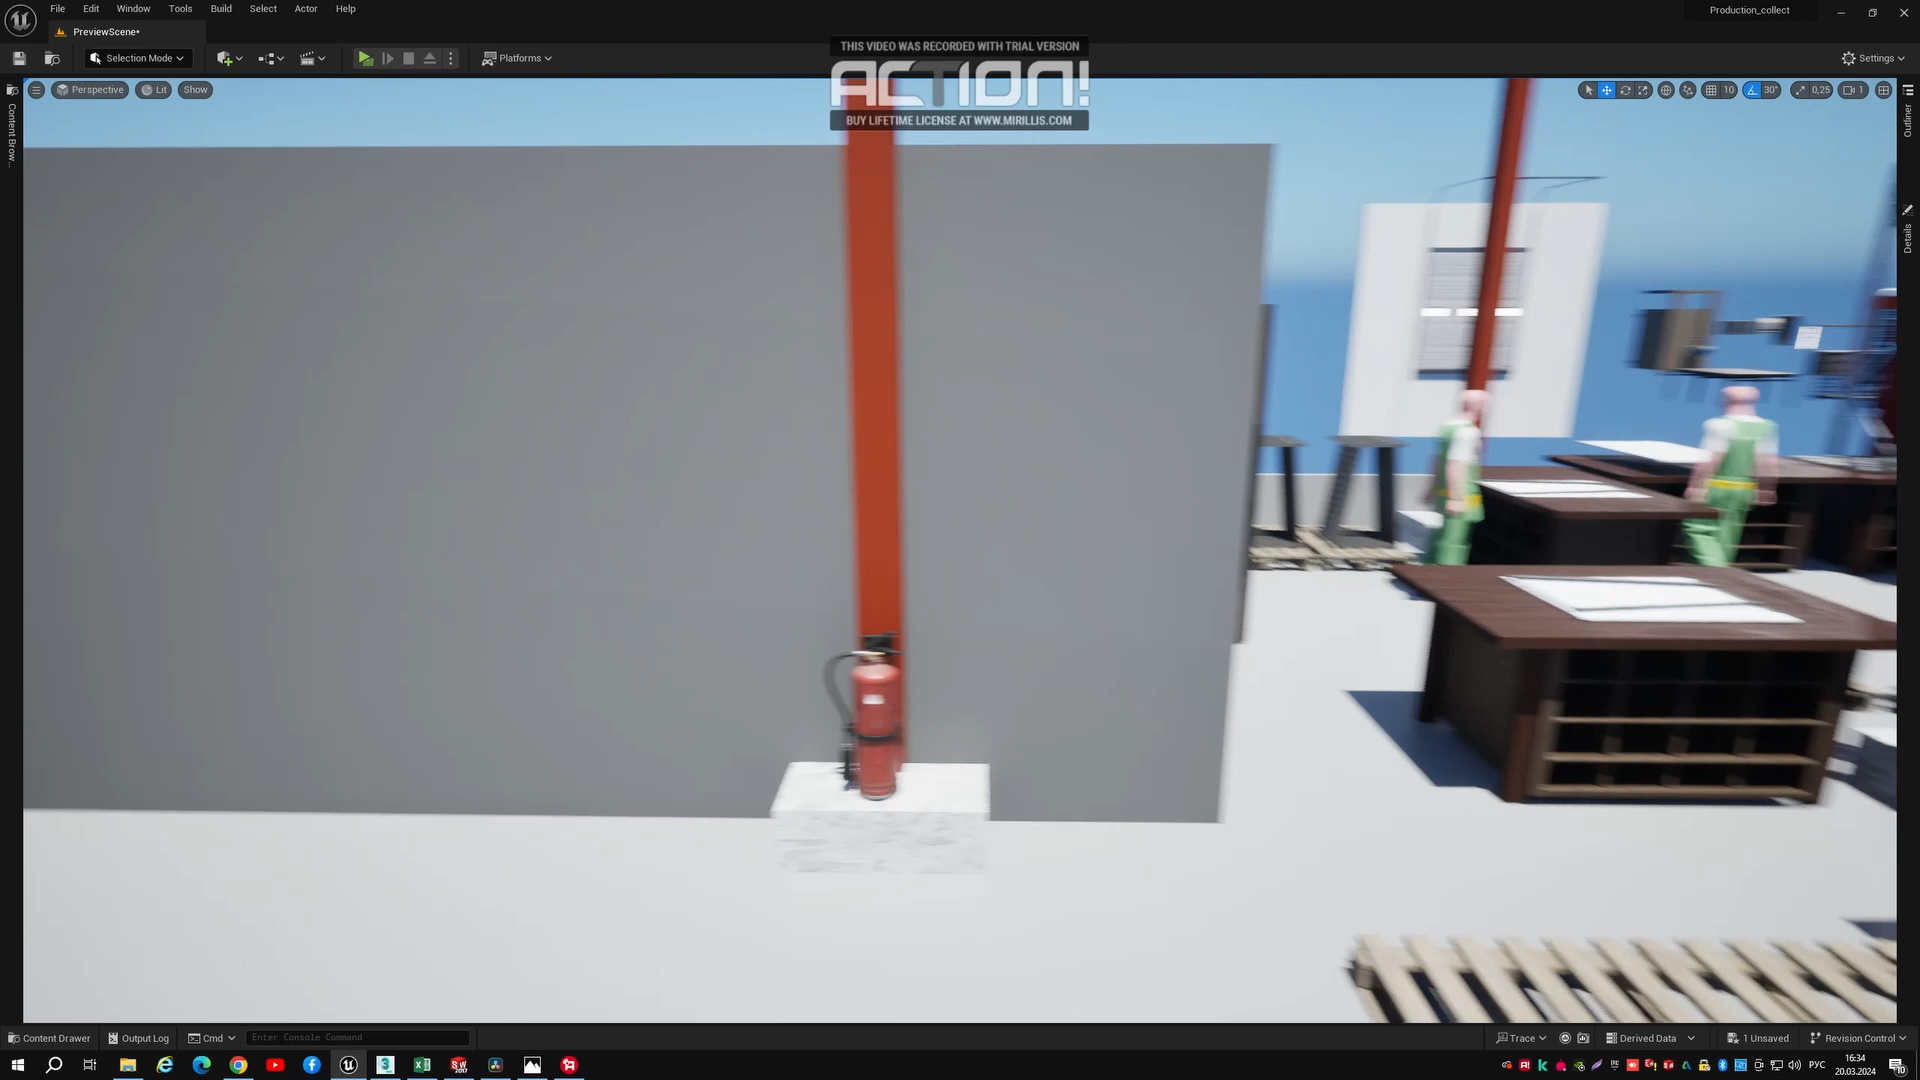 File Edit Window Tools Build Select Actor Help
Production_collect
PreviewScene*
Selection Mode
Platforms
Settings
THIS VIDEO WAS RECORDED WITH TRIAL VERSION
ACTION!
BUY LIFETIME LICENSE AT WWW.MIRILLIS.COM
Perspective
Lit
Show
10
30°
0,25
1
Content Brow...
Outliner
Details
Content Drawer
Output Log
Cmd
Enter Console Command
Trace
Derived Data
1 Unsaved
Revision Control
РУС
16:34
20.03.2024
10